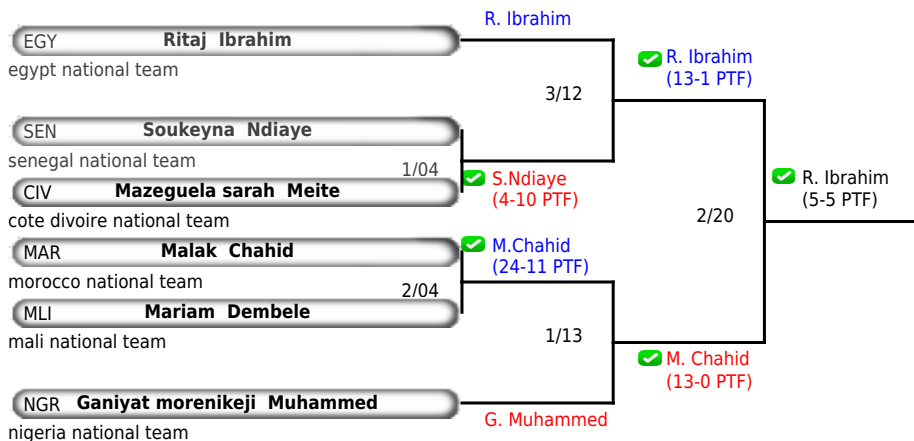 R. Ibrahim
EGY Ritaj Ibrahim
egypt national team
R. Ibrahim
(13-1 PTF)
3/12
SEN Soukeyna Ndiaye
senegal national team
1/04
CIV Mazeguela sarah Meite
cote divoire national team
S.Ndiaye
(4-10 PTF)
R. Ibrahim
(5-5 PTF)
2/20
MAR Malak Chahid
morocco national team
M.Chahid
(24-11 PTF)
2/04
MLI Mariam Dembele
mali national team
1/13
M. Chahid
(13-0 PTF)
NGR Ganiyat morenikeji Muhammed
nigeria national team
G. Muhammed